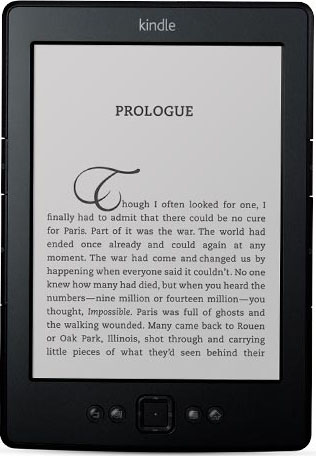 kindle
PROLOGUE
Though I often looked for one, I
finally had to admit that there could be no cure
for Paris. Part of it was the war. The world had
ended once already and could again at any
moment. The war had come and changed us by
happening when everyone said it couldn't. No one
knew how many had died, but when you heard the
numbers—nine million or fourteen million—you
thought, Impossible. Paris was full of ghosts and
the walking wounded. Many came back to Rouen
or Oak Park, Illinois, shot through and carrying
little pieces of what they'd seen behind their